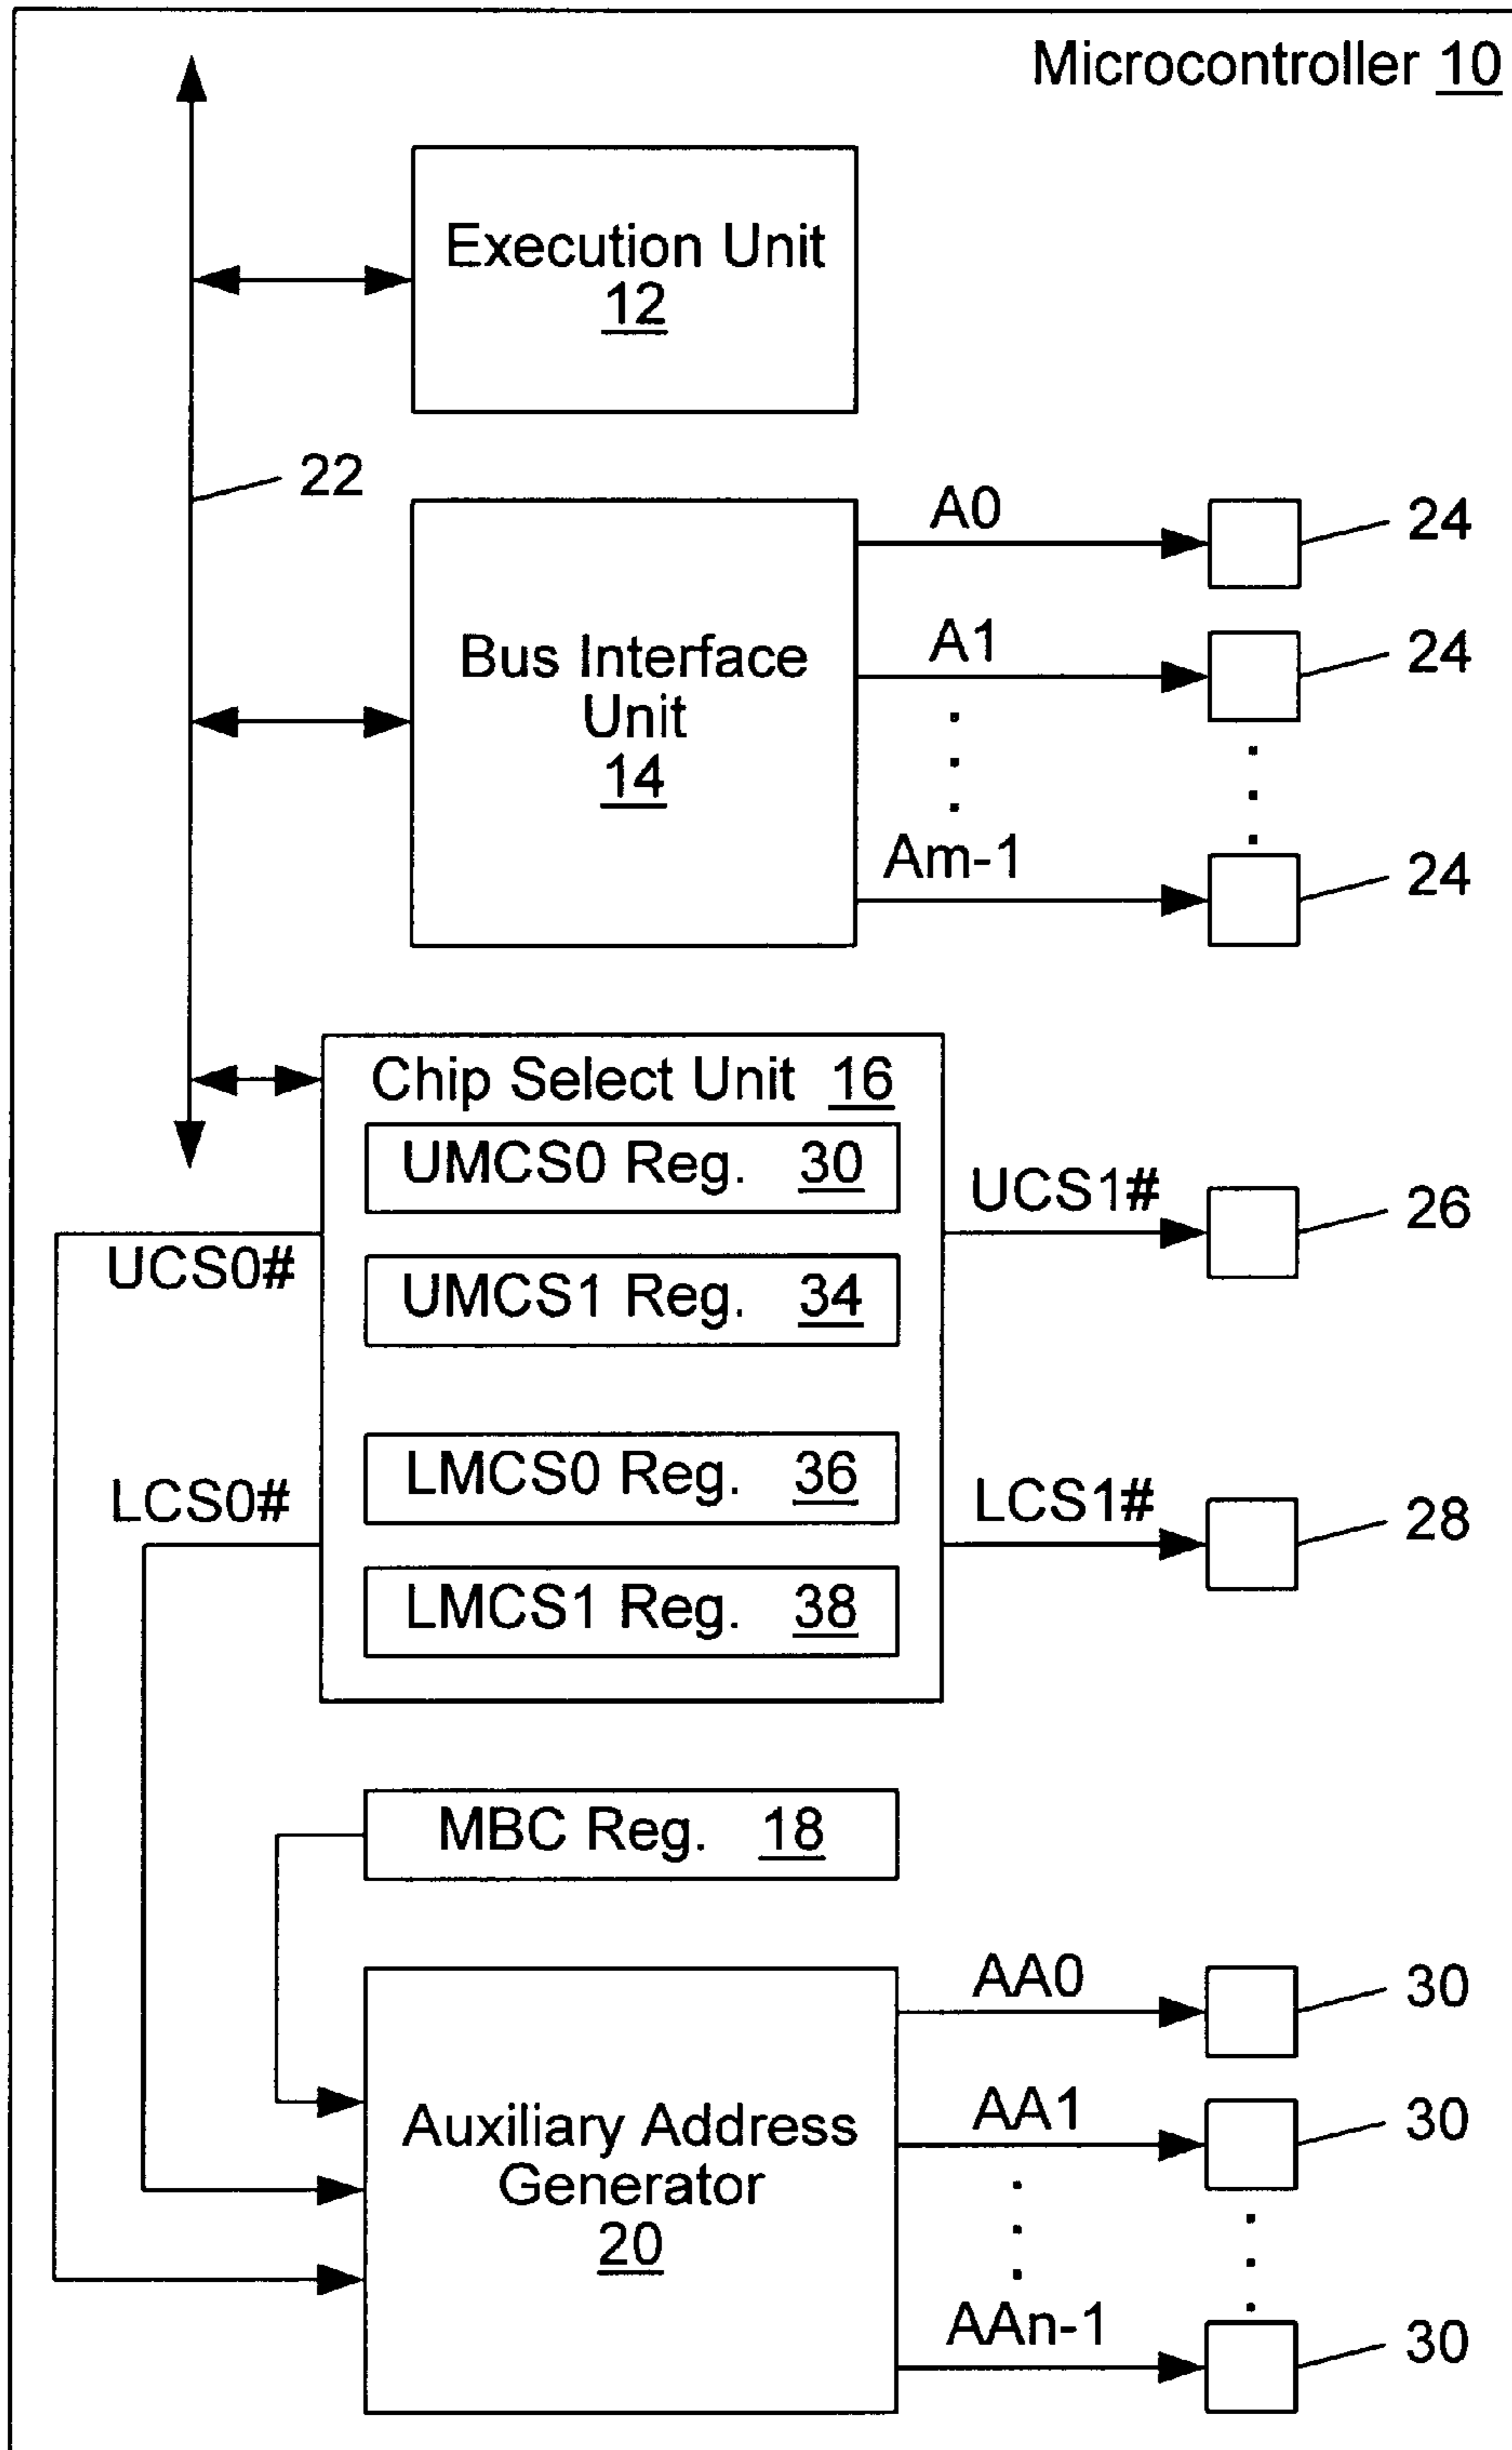 Microcontroller 10
Execution Unit
12
22
A0
24
Bus Interface
Unit
14
A1
24
Am-1
24
Chip Select Unit 16
UMCS0 Reg. 30
UCS0#
UCS1#
26
UMCS1 Reg. 34
LMCS0 Reg. 36
LCS0#
LCS1#
28
LMCS1 Reg. 38
MBC Reg. 18
AA0
30
Auxiliary Address
Generator
20
AA1
30
AAn-1
30